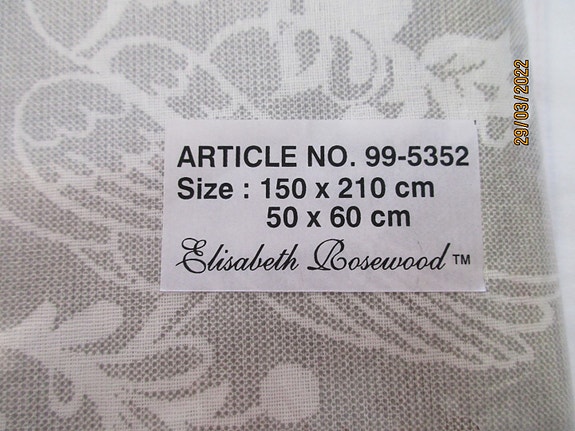 ARTICLE NO. 99-5352
Size : 150 x 210 cm
50 x 60 cm
Elisabeth Rosewood ™
29/03/2022